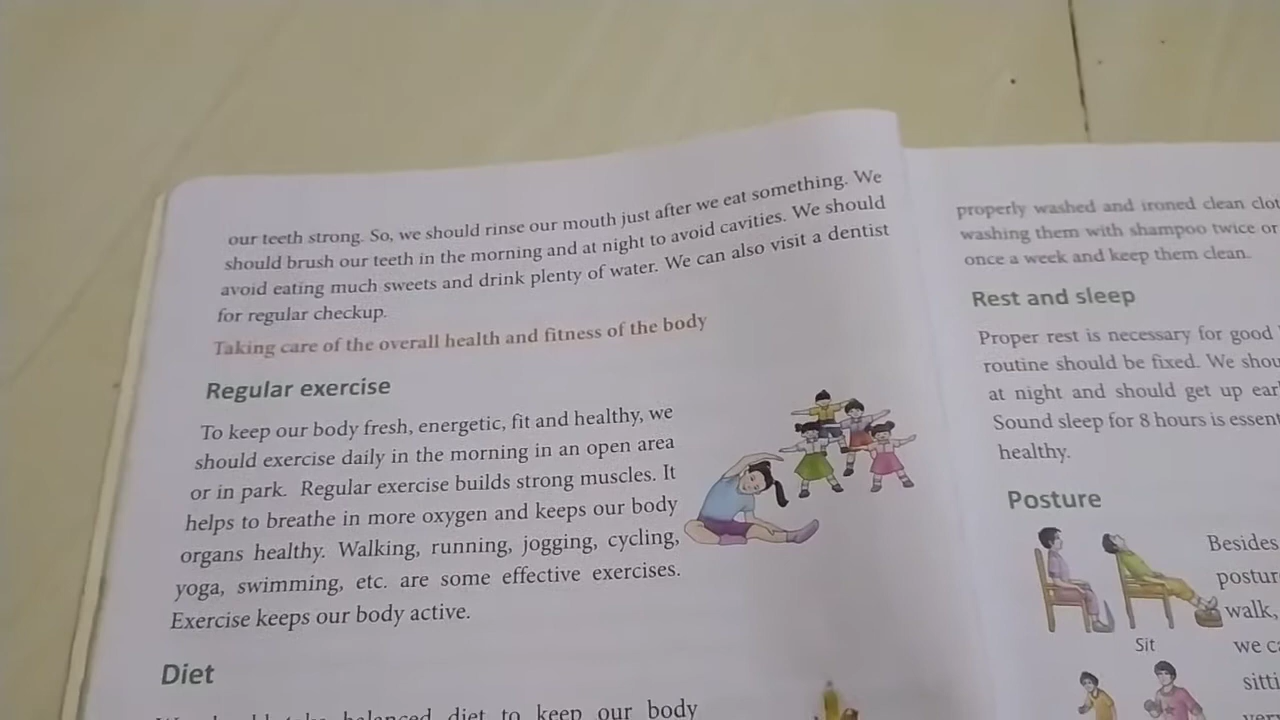 our teeth strong. So, we should rinse our mouth just after we eat something. We
should brush our teeth in the morning and at night to avoid cavities. We should
avoid eating much sweets and drink plenty of water. We can also visit a dentist
for regular checkup.
Taking care of the overall health and fitness of the body
Regular exercise
To keep our body fresh, energetic, fit and healthy, we
should exercise daily in the morning in an open area
or in park. Regular exercise builds strong muscles. It
helps to breathe in more oxygen and keeps our body
organs healthy. Walking, running, jogging, cycling,
yoga, swimming, etc. are some effective exercises.
Exercise keeps our body active.
Diet
balanced diet to keep our body
properly washed and ironed clean
washing them with shampoo twice or
once a week and keep them clean.
Rest and sleep
Proper rest is necessary for good
routine should be fixed. We
at night and should get up
Sound sleep for 8 hours is
healthy.
Posture
Besides
walk,
Sit
we